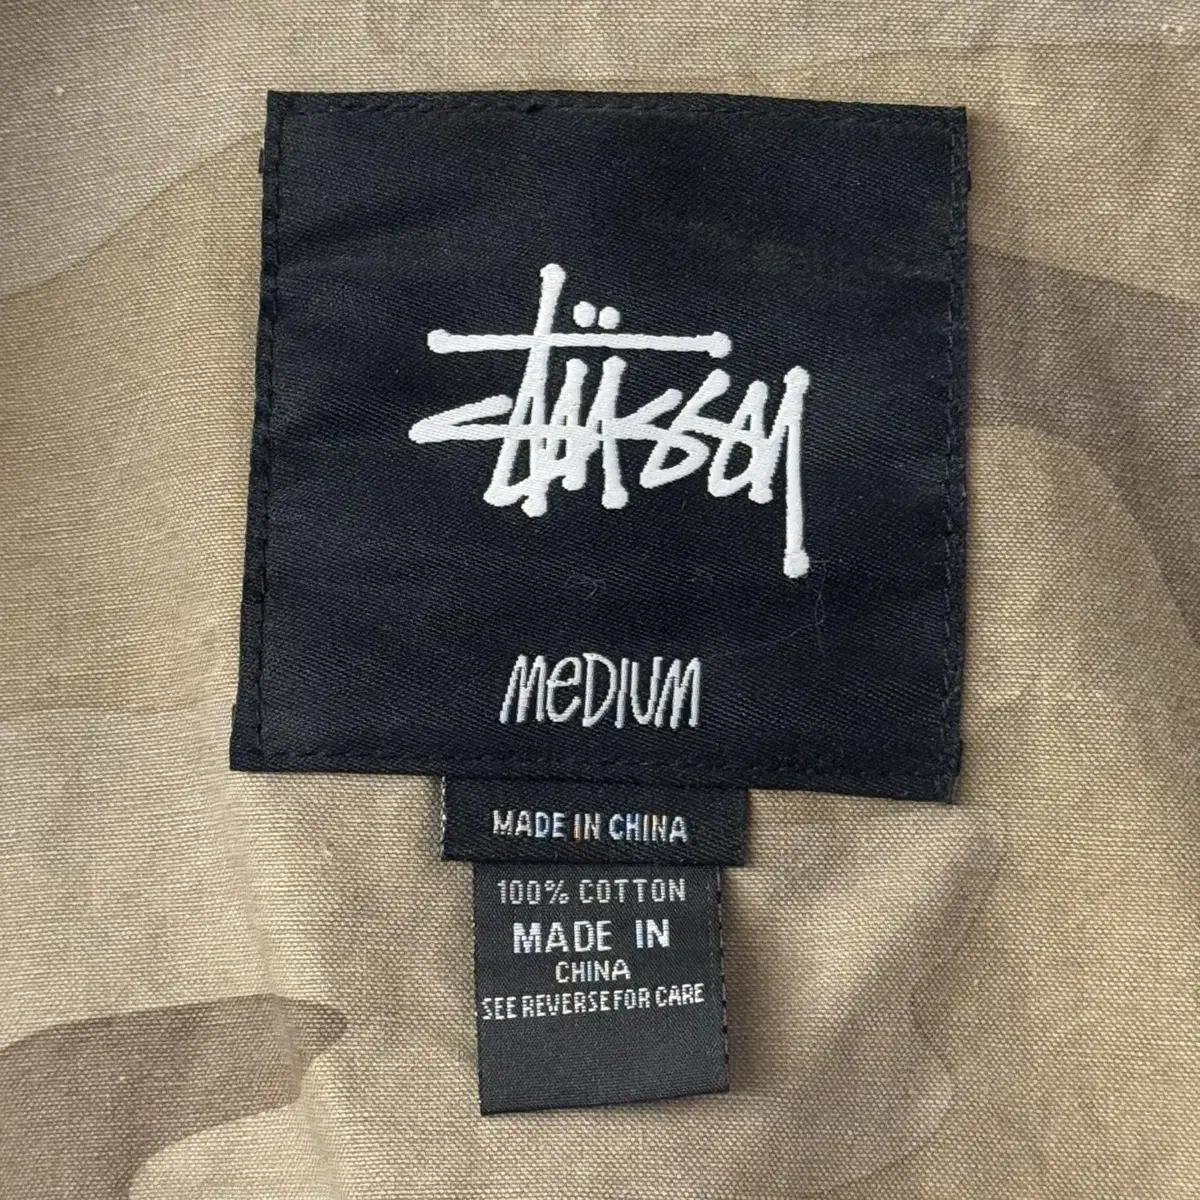 Stüssy
MEDIUM
MADE IN CHINA
100% COTTON
MADE IN
CHINA
SEE REVERSE FOR CARE